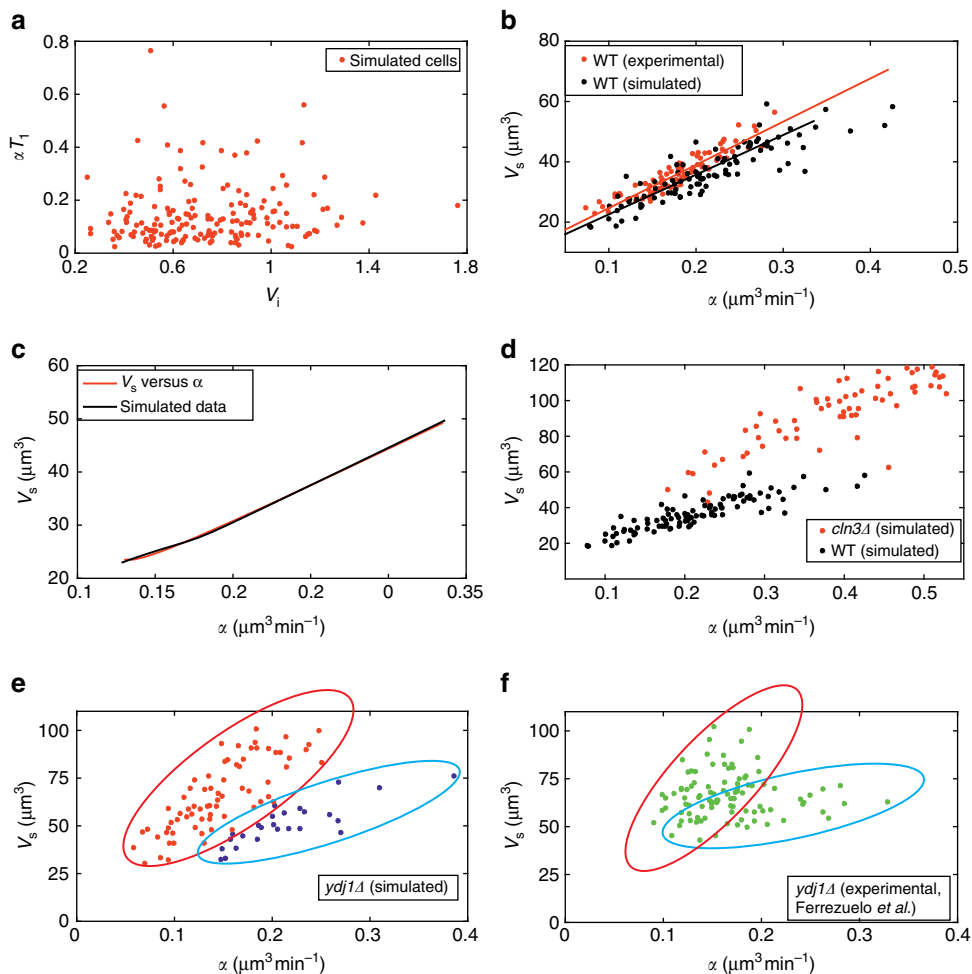 a
αT1
0.8
0.6
0.4
0.2
0
Simulated cells
0.2
0.6
1
1.4
1.8
Vi
b
Vs (μm³)
80
60
40
20
WT (experimental)
WT (simulated)
0.1
0.2
0.3
0.4
0.5
α (μm³ min⁻¹)
c
Vs (μm³)
60
50
40
30
20
Vs versus α
Simulated data
0.1
0.15
0.2
0.2
0
0.35
α (μm³ min⁻¹)
d
Vs (μm³)
120
100
80
60
40
20
0
cln3Δ (simulated)
WT (simulated)
0.1
0.2
0.3
0.4
0.5
α (μm³ min⁻¹)
e
Vs (μm³)
100
75
50
25
0
ydj1Δ (simulated)
0
0.1
0.2
0.3
0.4
α (μm³ min⁻¹)
f
Vs (μm³)
100
75
50
25
0
ydj1Δ (experimental,
Ferrezuelo et al.)
0
0.1
0.2
0.3
0.4
α (μm³ min⁻¹)